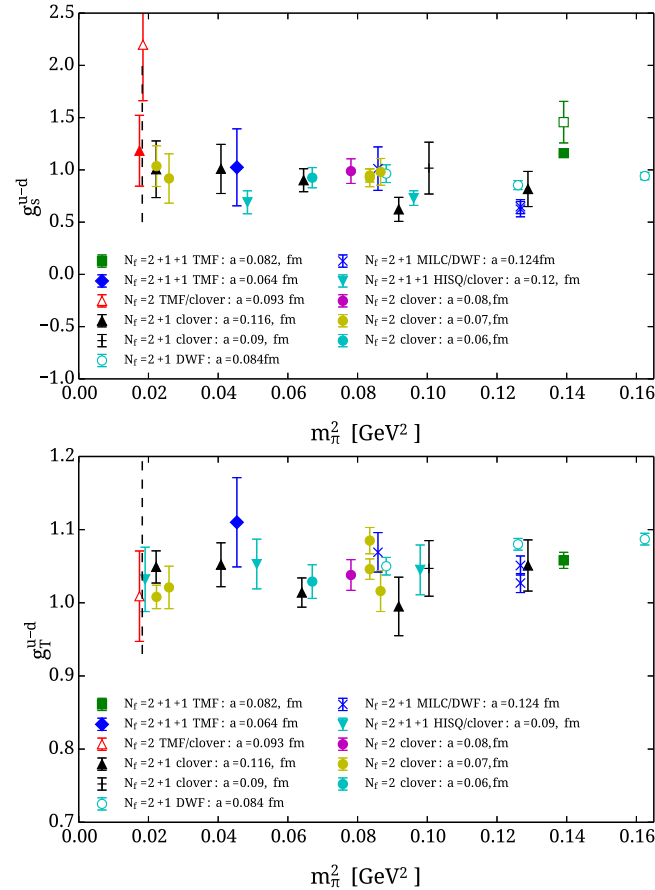 2.5
2.0
1.5
1.0
0.5
0.0
−0.5
−1.0
g_s^{u−d}
N_f=2+1+1 TMF: a=0.082, fm
N_f=2+1+1 TMF: a=0.064 fm
N_f=2 TMF/clover: a=0.093 fm
N_f=2+1 clover: a=0.116, fm
N_f=2+1 clover: a=0.09, fm
N_f=2+1 DWF: a=0.084fm
N_f=2+1 MILC/DWF: a=0.124fm
N_f=2+1+1 HISQ/clover: a=0.12, fm
N_f=2 clover: a=0.08,fm
N_f=2 clover: a=0.07,fm
N_f=2 clover: a=0.06,fm
0.00 0.02 0.04 0.06 0.08 0.10 0.12 0.14 0.16
m_π^2 [GeV^2]
1.2
1.1
1.0
0.9
0.8
0.7
g_T^{u−d}
N_f=2+1+1 TMF: a=0.082, fm
N_f=2+1+1 TMF: a=0.064 fm
N_f=2 TMF/clover: a=0.093 fm
N_f=2+1 clover: a=0.116, fm
N_f=2+1 clover: a=0.09, fm
N_f=2+1 DWF: a=0.084 fm
N_f=2+1 MILC/DWF: a=0.124 fm
N_f=2+1+1 HISQ/clover: a=0.09, fm
N_f=2 clover: a=0.08,fm
N_f=2 clover: a=0.07,fm
N_f=2 clover: a=0.06,fm
0.00 0.02 0.04 0.06 0.08 0.10 0.12 0.14 0.16
m_π^2 [GeV^2]